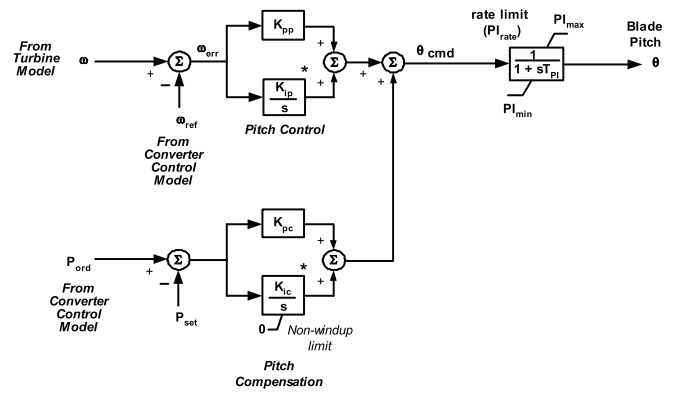 rate limit
(PI_rate)
PI_max
Blade
Pitch
K_pp
From
Turbine
Model
ω
Σ
ω_err
+
−
+
*
+
Σ
+
Σ
+
θ cmd
1
1 + sT_PI
θ
K_ip
s
PI_min
ω_ref
Pitch Control
From
Converter
Control
Model
K_pc
P_ord
Σ
+
−
+
*
+
Σ
From
Converter
Control
Model
K_ic
s
P_set
0
Non-windup
limit
Pitch
Compensation